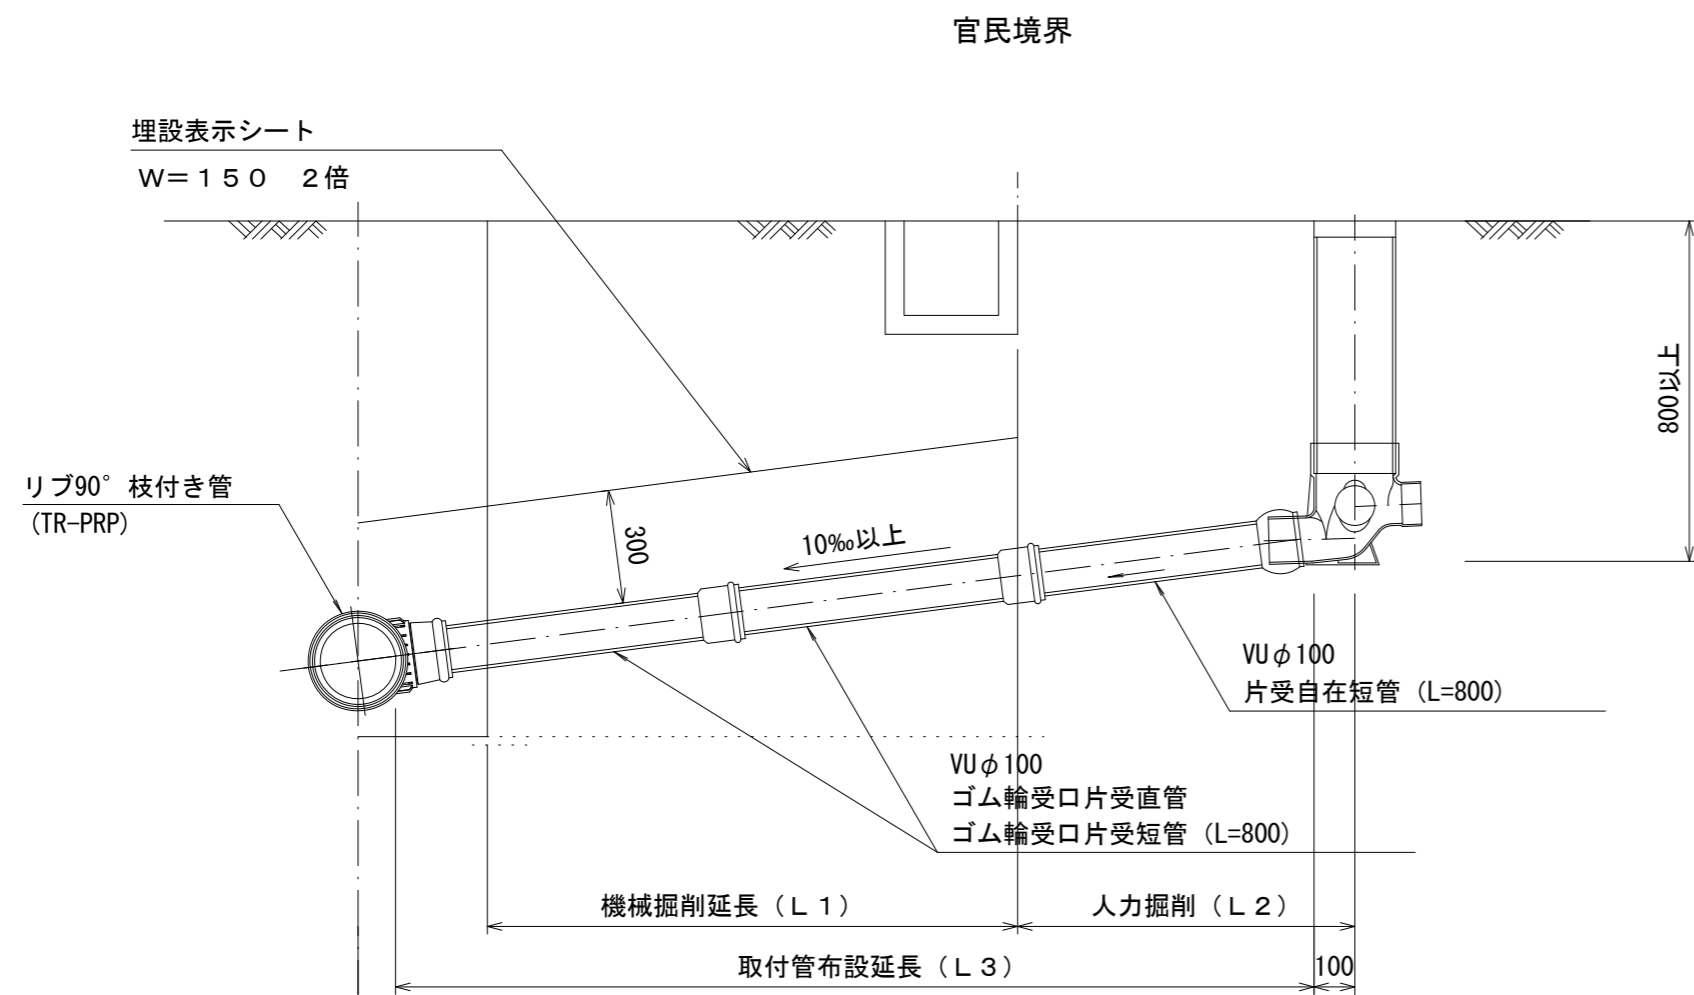 官民境界
埋設表示シート
W=150 2倍
800以上
リブ90°枝付き管
(TR-PRP)
300
10‰以上
VUφ100
片受自在短管 (L=800)
VUφ100
ゴム輪受口片受直管
ゴム輪受口片受短管 (L=800)
機械掘削延長(L1)
人力掘削(L2)
取付管布設延長(L3)
100